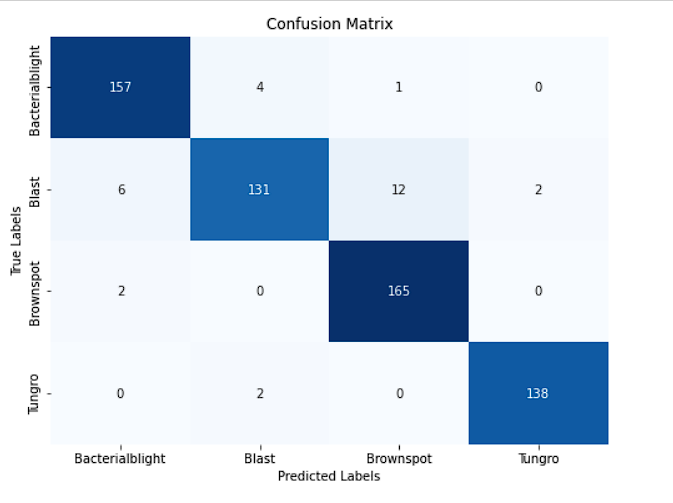 Confusion Matrix
True Labels
Bacterialblight
157 4 1 0
Blast
6 131 12 2
Brownspot
2 0 165 0
Tungro
0 2 0 138
Bacterialblight Blast Brownspot Tungro
Predicted Labels